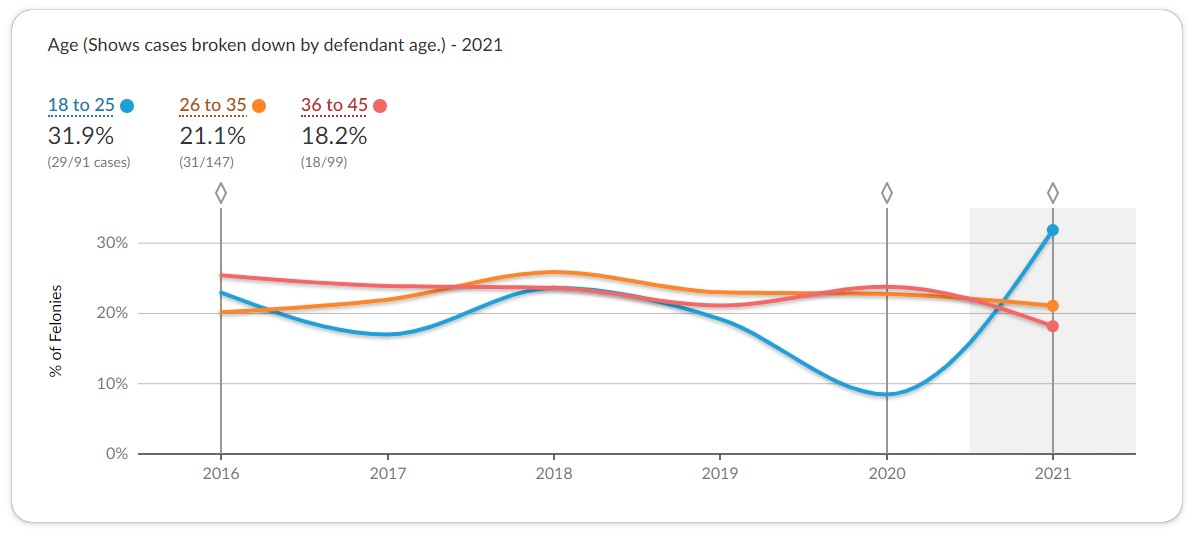 Age (Shows cases broken down by defendant age.) - 2021
18 to 25 26 to 35 36 to 45
31.9% 21.1% 18.2%
(29/91 cases) (31/147) (18/99)
30%
20%
10%
0%
% of Felonies
2016 2017 2018 2019 2020 2021